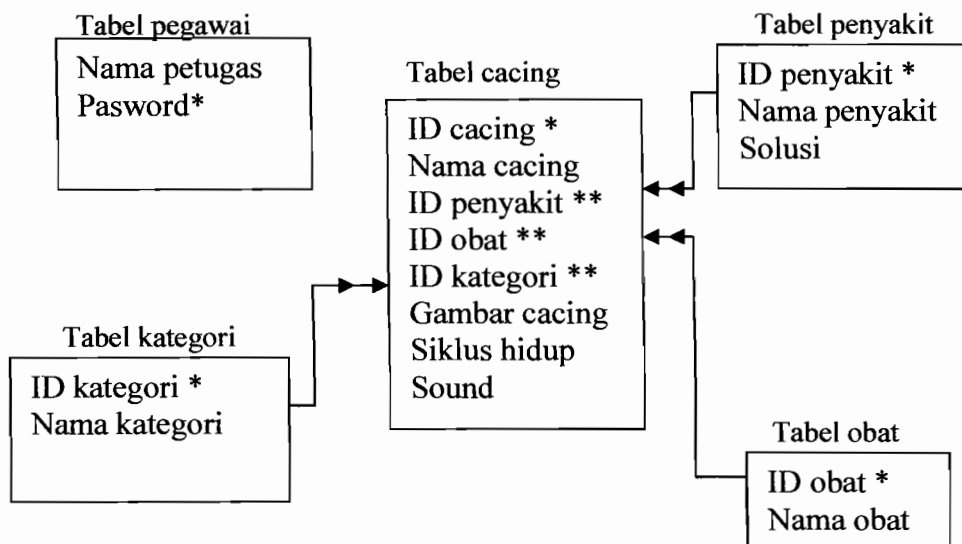 Tabel pegawai
Nama petugas
Pasword*
Tabel cacing
ID cacing *
Nama cacing
ID penyakit **
ID obat **
ID kategori **
Gambar cacing
Siklus hidup
Sound
Tabel penyakit
ID penyakit *
Nama penyakit
Solusi
Tabel kategori
ID kategori *
Nama kategori
Tabel obat
ID obat *
Nama obat